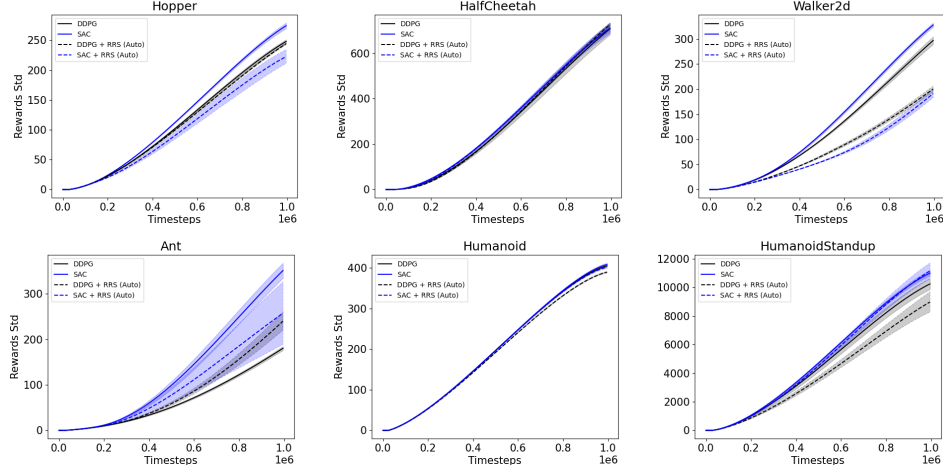 Hopper
DDPG
SAC
DDPG + RRS (Auto)
SAC + RRS (Auto)
Rewards Std
250
200
150
100
50
0
0.0 0.2 0.4 0.6 0.8 1.0
1e6
Timesteps
HalfCheetah
DDPG
SAC
DDPG + RRS (Auto)
SAC + RRS (Auto)
Rewards Std
600
400
200
0
0.0 0.2 0.4 0.6 0.8 1.0
1e6
Timesteps
Walker2d
DDPG
SAC
DDPG + RRS (Auto)
SAC + RRS (Auto)
Rewards Std
300
250
200
150
100
50
0
0.0 0.2 0.4 0.6 0.8 1.0
1e6
Timesteps
Ant
DDPG
SAC
DDPG + RRS (Auto)
SAC + RRS (Auto)
Rewards Std
300
200
100
0
0.0 0.2 0.4 0.6 0.8 1.0
1e6
Timesteps
Humanoid
DDPG
SAC
DDPG + RRS (Auto)
SAC + RRS (Auto)
Rewards Std
400
300
200
100
0
0.0 0.2 0.4 0.6 0.8 1.0
1e6
Timesteps
HumanoidStandup
DDPG
SAC
DDPG + RRS (Auto)
SAC + RRS (Auto)
Rewards Std
12000
10000
8000
6000
4000
2000
0
0.0 0.2 0.4 0.6 0.8 1.0
1e6
Timesteps